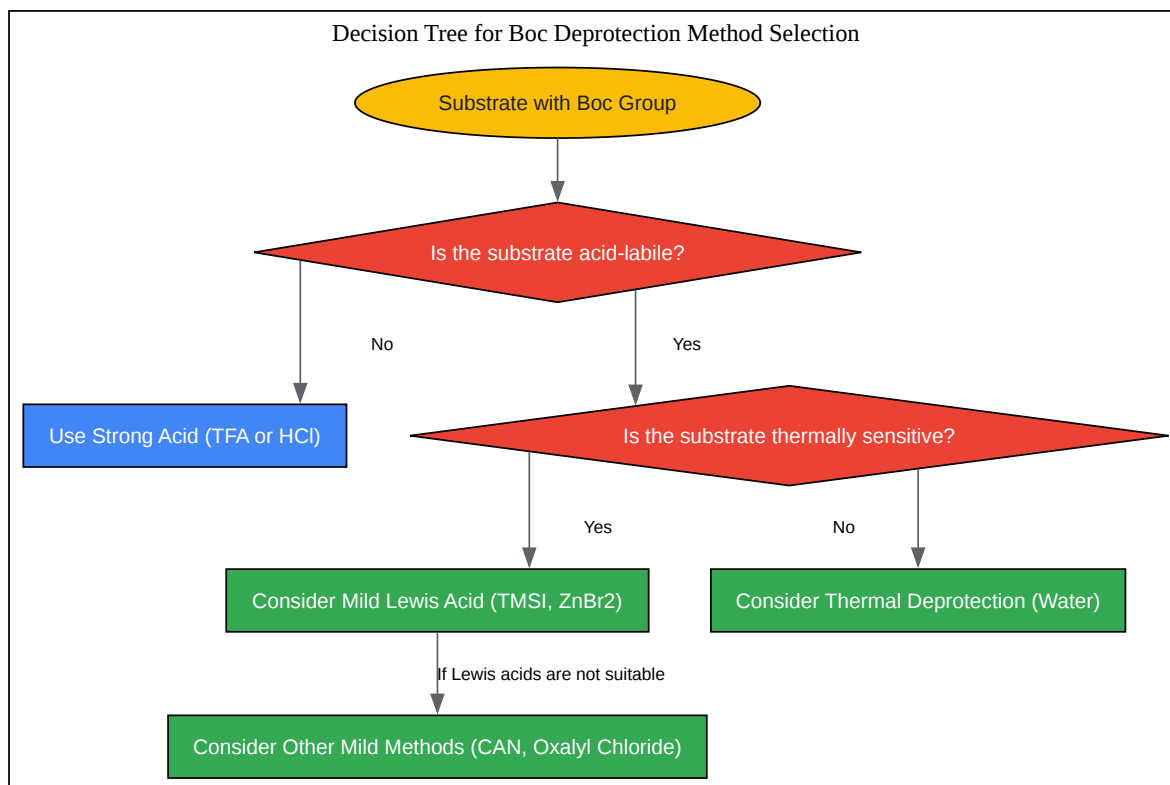 Decision Tree for Boc Deprotection Method Selection
Substrate with Boc Group
Is the substrate acid-labile?
No
Yes
Use Strong Acid (TFA or HCl)
Is the substrate thermally sensitive?
Yes
No
Consider Mild Lewis Acid (TMSI, ZnBr2)
Consider Thermal Deprotection (Water)
If Lewis acids are not suitable
Consider Other Mild Methods (CAN, Oxalyl Chloride)